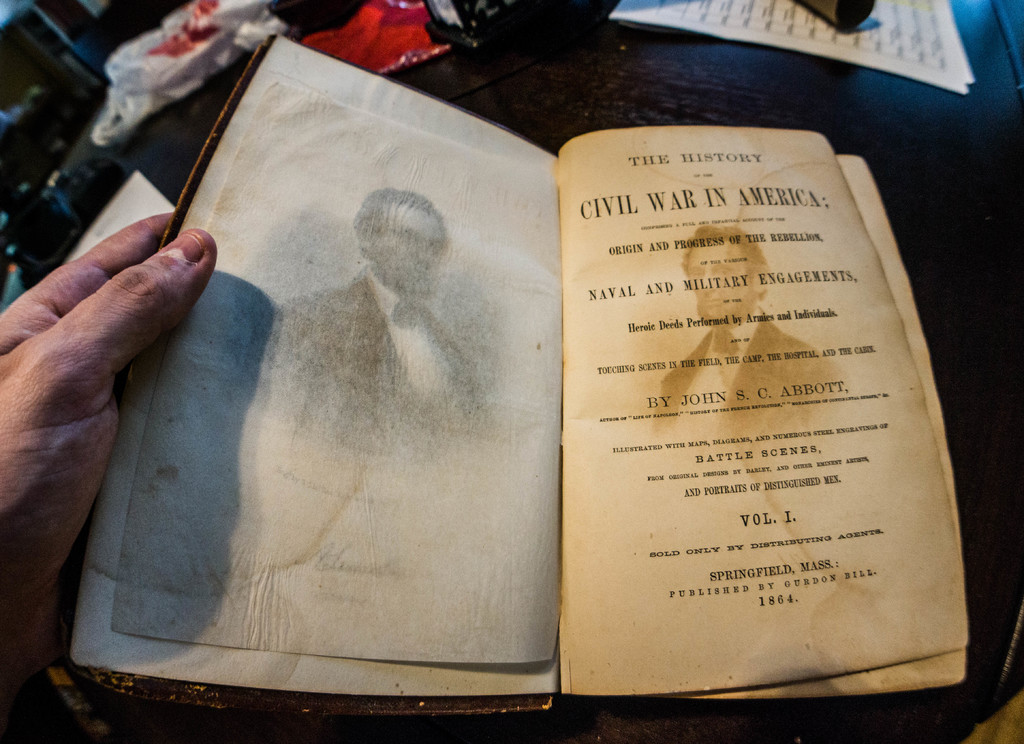 THE HISTORY
OF THE
CIVIL WAR IN AMERICA;
COMPRISING A FULL AND IMPARTIAL ACCOUNT OF THE
ORIGIN AND PROGRESS OF THE REBELLION,
OF THE VARIOUS
NAVAL AND MILITARY ENGAGEMENTS,
OF THE
Heroic Deeds Performed by Armies and Individuals.
AND OF
TOUCHING SCENES IN THE FIELD, THE CAMP, THE HOSPITAL, AND THE CABIN.
BY JOHN S. C. ABBOTT,
AUTHOR OF "LIFE OF NAPOLEON," "HISTORY OF THE FRENCH REVOLUTION," "MONARCHIES OF CONTINENTAL EUROPE," &c.
ILLUSTRATED WITH MAPS, DIAGRAMS, AND NUMEROUS STEEL ENGRAVINGS OF
BATTLE SCENES,
FROM ORIGINAL DESIGNS BY DARLEY, AND OTHER EMINENT ARTISTS,
AND PORTRAITS OF DISTINGUISHED MEN.
VOL. I.
SOLD ONLY BY DISTRIBUTING AGENTS.
SPRINGFIELD, MASS.:
PUBLISHED BY GURDON BILL.
1864.